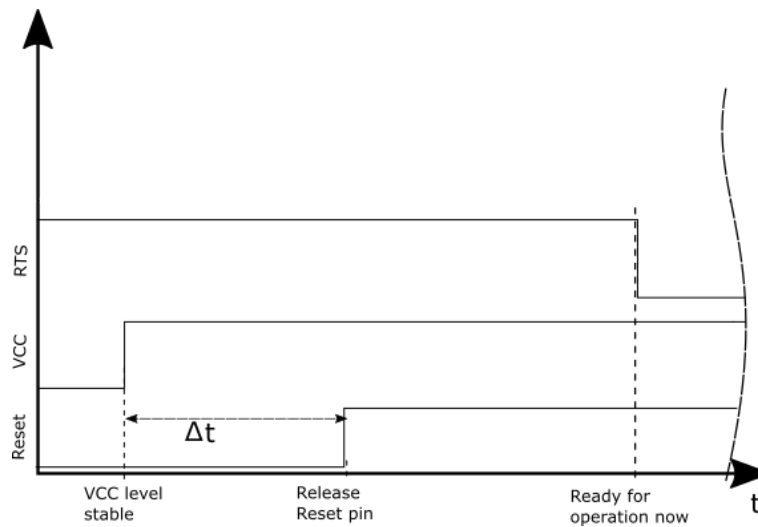 RTS
VCC
Reset
Δt
t
VCC level
stable
Release
Reset pin
Ready for
operation now